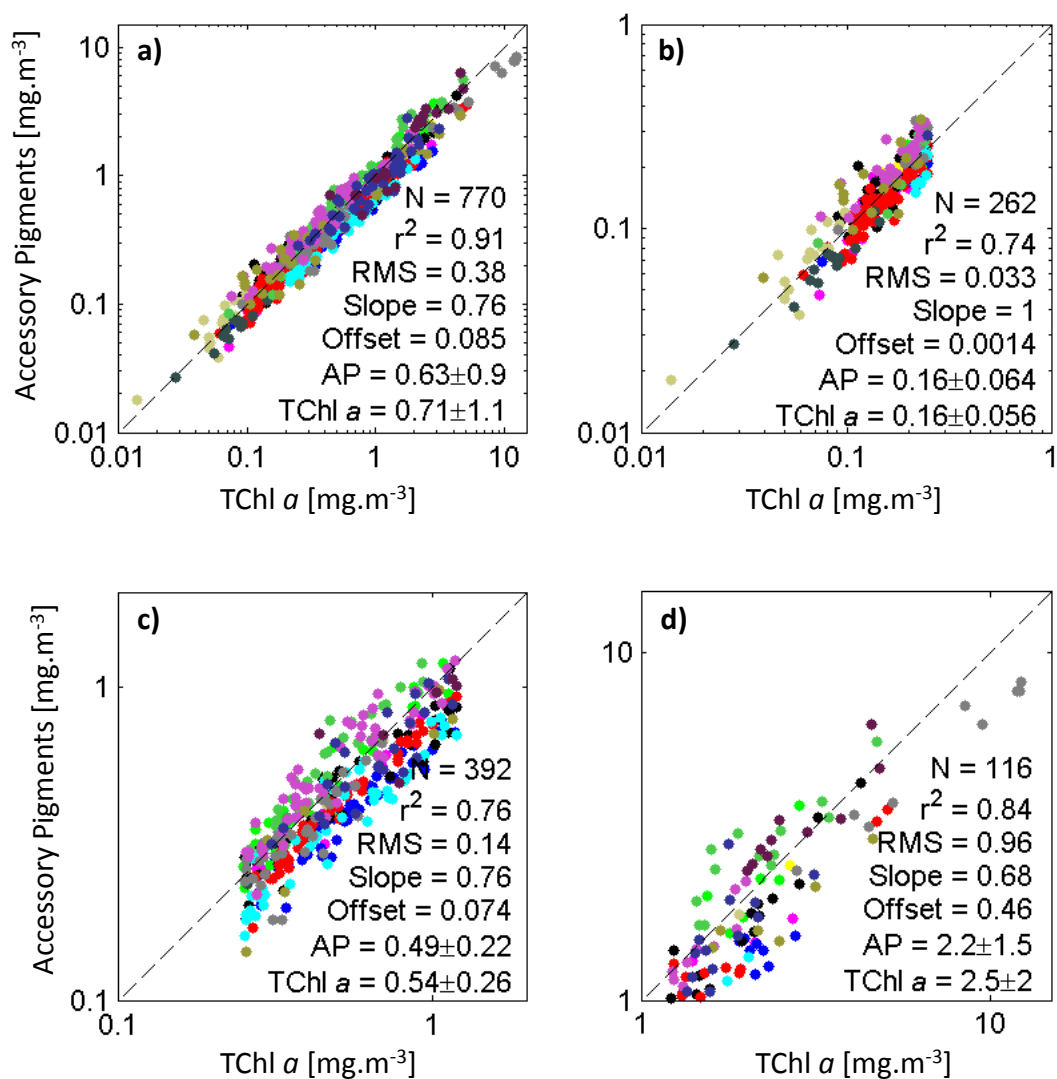 a)
Accessory Pigments [mg.m-3]
10
1
0.1
0.01
N = 770
r2 = 0.91
RMS = 0.38
Slope = 0.76
Offset = 0.085
AP = 0.63±0.9
TChl a = 0.71±1.1
0.01 0.1 1 10
TChl a [mg.m-3]
b)
1
0.1
0.01
N = 262
r2 = 0.74
RMS = 0.033
Slope = 1
Offset = 0.0014
AP = 0.16±0.064
TChl a = 0.16±0.056
0.01 0.1 1
TChl a [mg.m-3]
c)
Accessory Pigments [mg.m-3]
1
0.1
N = 392
r2 = 0.76
RMS = 0.14
Slope = 0.76
Offset = 0.074
AP = 0.49±0.22
TChl a = 0.54±0.26
0.1 1
TChl a [mg.m-3]
d)
10
1
N = 116
r2 = 0.84
RMS = 0.96
Slope = 0.68
Offset = 0.46
AP = 2.2±1.5
TChl a = 2.5±2
1 10
TChl a [mg.m-3]